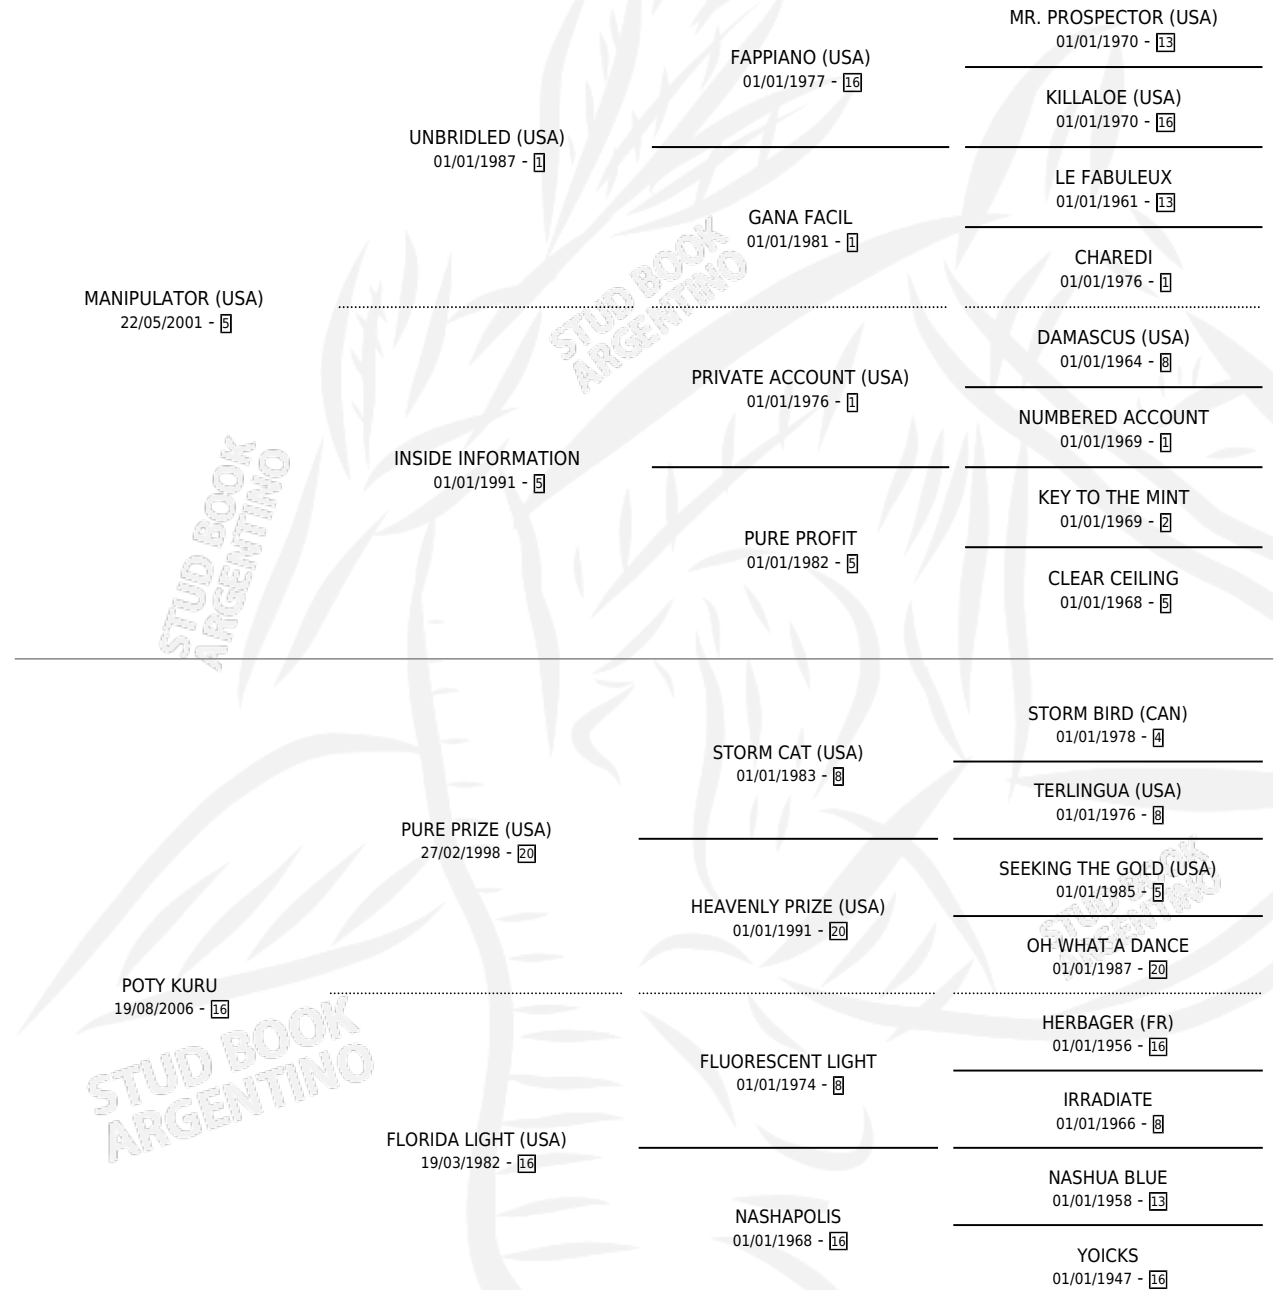 MR. PROSPECTOR (USA)
01/01/1970 - 13
FAPPIANO (USA)
01/01/1977 - 16
KILLALOE (USA)
01/01/1970 - 16
UNBRIDLED (USA)
01/01/1987 - 1
LE FABULEUX
01/01/1961 - 13
GANA FACIL
01/01/1981 - 1
CHAREDI
01/01/1976 - 1
MANIPULATOR (USA)
22/05/2001 - 5
DAMASCUS (USA)
01/01/1964 - 8
PRIVATE ACCOUNT (USA)
01/01/1976 - 1
NUMBERED ACCOUNT
01/01/1969 - 1
INSIDE INFORMATION
01/01/1991 - 5
KEY TO THE MINT
01/01/1969 - 2
PURE PROFIT
01/01/1982 - 5
CLEAR CEILING
01/01/1968 - 5
STORM BIRD (CAN)
01/01/1978 - 4
STORM CAT (USA)
01/01/1983 - 8
TERLINGUA (USA)
01/01/1976 - 8
PURE PRIZE (USA)
27/02/1998 - 20
SEEKING THE GOLD (USA)
01/01/1985 - 5
HEAVENLY PRIZE (USA)
01/01/1991 - 20
OH WHAT A DANCE
01/01/1987 - 20
POTY KURU
19/08/2006 - 16
HERBAGER (FR)
01/01/1956 - 16
FLUORESCENT LIGHT
01/01/1974 - 8
IRRADIATE
01/01/1966 - 8
FLORIDA LIGHT (USA)
19/03/1982 - 16
NASHUA BLUE
01/01/1958 - 13
NASHAPOLIS
01/01/1968 - 16
YOICKS
01/01/1947 - 16
STUD BOOK
ARGENTINO
STUD BOOK
ARGENTINO
STUD BOOK
ARGENTINO
STUD BOOK
ARGENTINO